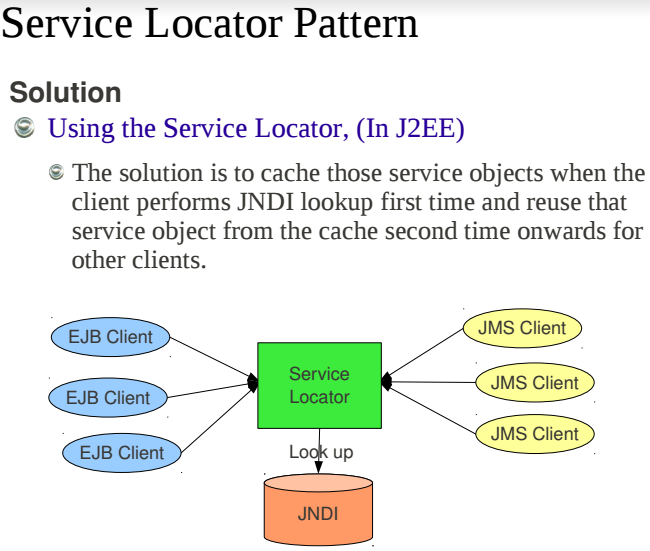 Service Locator Pattern
Solution
Using the Service Locator, (In J2EE)
The solution is to cache those service objects when the
client performs JNDI lookup first time and reuse that
service object from the cache second time onwards for
other clients.
EJB Client
EJB Client
EJB Client
Service
Locator
JMS Client
JMS Client
JMS Client
Look up
JNDI